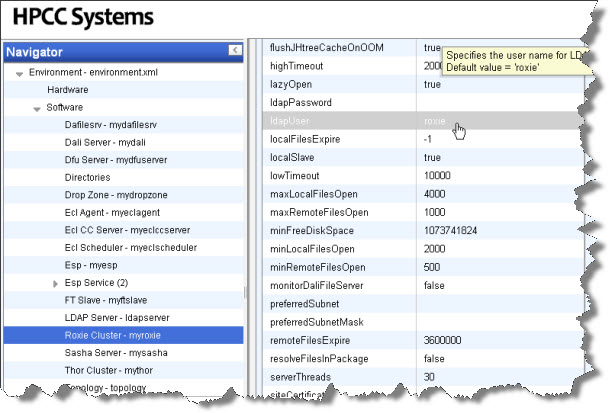 HPCC Systems
Navigator
Environment - environment.xml
Hardware
Software
Dafilesrv - mydafilesrv
Dali Server - mydali
Dfu Server - mydfuserver
Directories
Drop Zone - mydropzone
Ecl Agent - myeclagent
Ecl CC Server - myeclccserver
Ecl Scheduler - myeclscheduler
Esp - myesp
Esp Service (2)
FT Slave - myftslave
LDAP Server - ldapserver
Roxie Cluster - myroxie
Sasha Server - mysasha
Thor Cluster - mythor
Topology - topology
flushJHtreeCacheOnOOM true
highTimeout 2000
lazyOpen true
ldapPassword
ldapUser roxie
localFilesExpire -1
localSlave true
lowTimeout 10000
maxLocalFilesOpen 4000
maxRemoteFilesOpen 1000
minFreeDiskSpace 1073741824
minLocalFilesOpen 2000
minRemoteFilesOpen 500
monitorDaliFileServer false
preferredSubnet
preferredSubnetMask
remoteFilesExpire 3600000
resolveFilesInPackage false
serverThreads 30
Specifies the user name for
Default value = 'roxie'